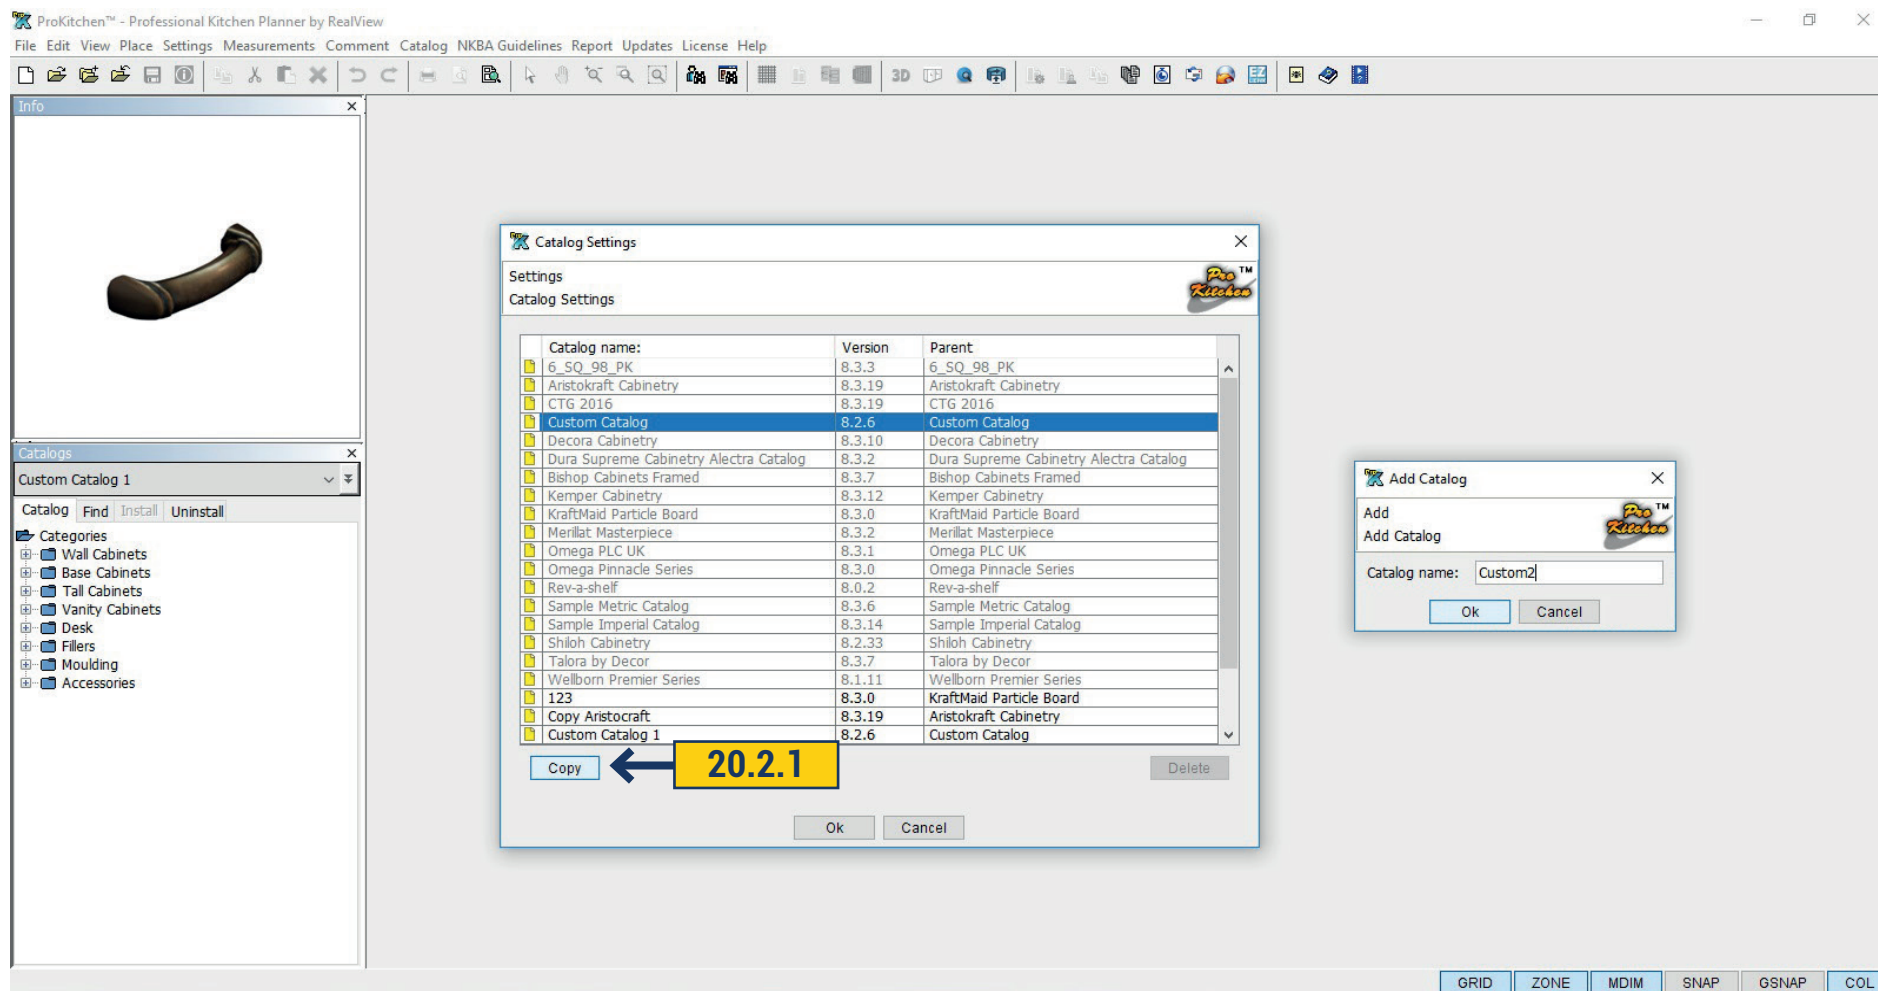 ProKitchen™ - Professional Kitchen Planner by RealView
File Edit View Place Settings Measurements Comment Catalog NKBA Guidelines Report Updates License Help
3D
Info
Catalogs
Custom Catalog 1
Catalog Find Install Uninstall
Categories
Wall Cabinets
Base Cabinets
Tall Cabinets
Vanity Cabinets
Desk
Fillers
Moulding
Accessories
Catalog Settings
Settings
Catalog Settings
Pro Kitchen ™
Catalog name: Version Parent
6_SQ_98_PK 8.3.3 6_SQ_98_PK
Aristokraft Cabinetry 8.3.19 Aristokraft Cabinetry
CTG 2016 8.3.19 CTG 2016
Custom Catalog 8.2.6 Custom Catalog
Decora Cabinetry 8.3.10 Decora Cabinetry
Dura Supreme Cabinetry Alectra Catalog 8.3.2 Dura Supreme Cabinetry Alectra Catalog
Bishop Cabinets Framed 8.3.7 Bishop Cabinets Framed
Kemper Cabinetry 8.3.12 Kemper Cabinetry
KraftMaid Particle Board 8.3.0 KraftMaid Particle Board
Merillat Masterpiece 8.3.2 Merillat Masterpiece
Omega PLC UK 8.3.1 Omega PLC UK
Omega Pinnacle Series 8.3.0 Omega Pinnacle Series
Rev-a-shelf 8.0.2 Rev-a-shelf
Sample Metric Catalog 8.3.6 Sample Metric Catalog
Sample Imperial Catalog 8.3.14 Sample Imperial Catalog
Shiloh Cabinetry 8.2.33 Shiloh Cabinetry
Talora by Decor 8.3.7 Talora by Decor
Wellborn Premier Series 8.1.11 Wellborn Premier Series
123 8.3.0 KraftMaid Particle Board
Copy Aristocraft 8.3.19 Aristokraft Cabinetry
Custom Catalog 1 8.2.6 Custom Catalog
Copy 20.2.1 Delete
Ok Cancel
Add Catalog
Add
Add Catalog
Pro Kitchen ™
Catalog name: Custom2
Ok Cancel
GRID ZONE MDIM SNAP GSNAP COL